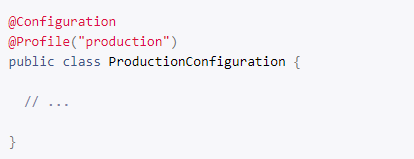 @Configuration
@Profile("production")
public class ProductionConfiguration {
// ...
}